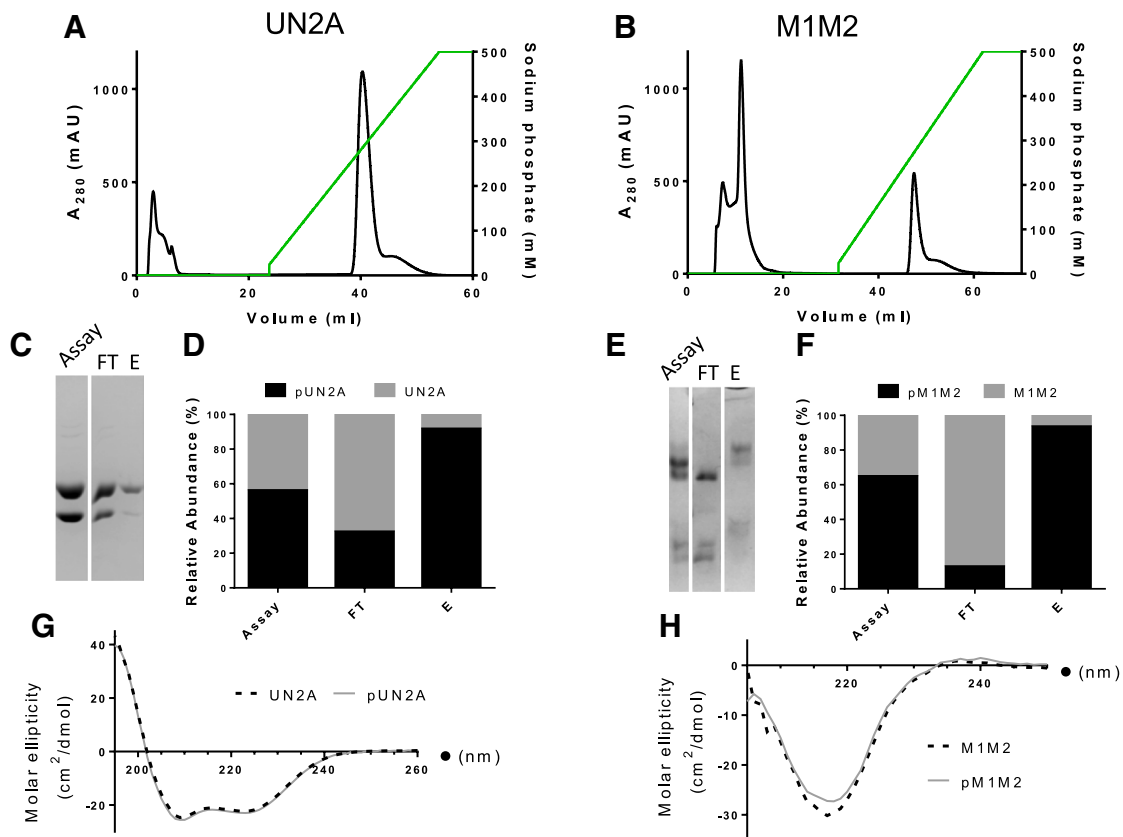 A UN2A
B M1M2
A280 (mAU)
1000
500
0
0 20 40 60
Volume (ml)
500
400
300
200
100
0
Sodium phosphate (mM)
A280 (mAU)
1000
500
0
0 20 40 60
Volume (ml)
500
400
300
200
100
0
Sodium phosphate (mM)
C
Assay FT E
D
pUN2A UN2A
Relative Abundance (%)
100
80
60
40
20
0
Assay FT E
E
Assay FT E
F
pM1M2 M1M2
Relative Abundance (%)
100
80
60
40
20
0
Assay FT E
G
Molar ellipticity
(cm2/dmol)
40
20
0
-20
200 220 240 260
(nm)
UN2A pUN2A
H
Molar ellipticity
(cm2/dmol)
0
-10
-20
-30
220 240
(nm)
M1M2
pM1M2